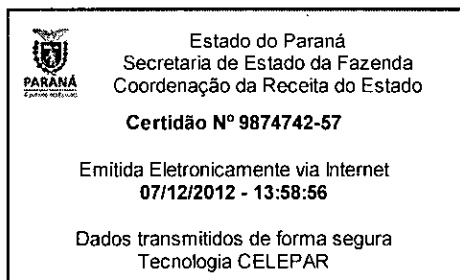 Estado do Paraná
Secretaria de Estado da Fazenda
Coordenação da Receita do Estado
PARANÁ
Certidão Nº 9874742-57
Emitida Eletronicamente via Internet
07/12/2012 - 13:58:56
Dados transmitidos de forma segura
Tecnologia CELEPAR